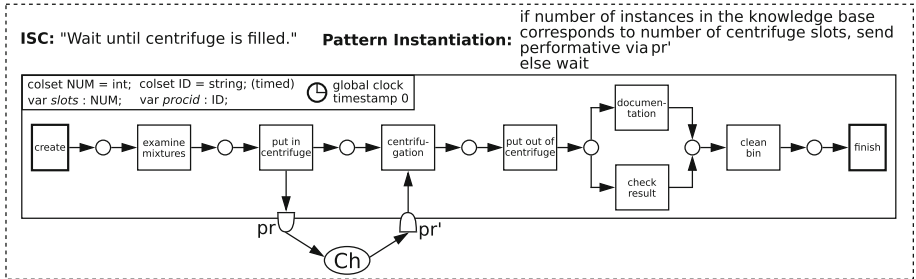 ISC: "Wait until centrifuge is filled."
Pattern Instantiation:
if number of instances in the knowledge base
corresponds to number of centrifuge slots, send
performative via pr'
else wait
colset NUM = int; colset ID = string; (timed)
var slots : NUM; var procid : ID;
global clock
timestamp 0
create
examine
mixtures
put in
centrifuge
centrifu-
gation
put out of
centrifuge
documen-
tation
check
result
clean
bin
finish
pr
pr'
Ch